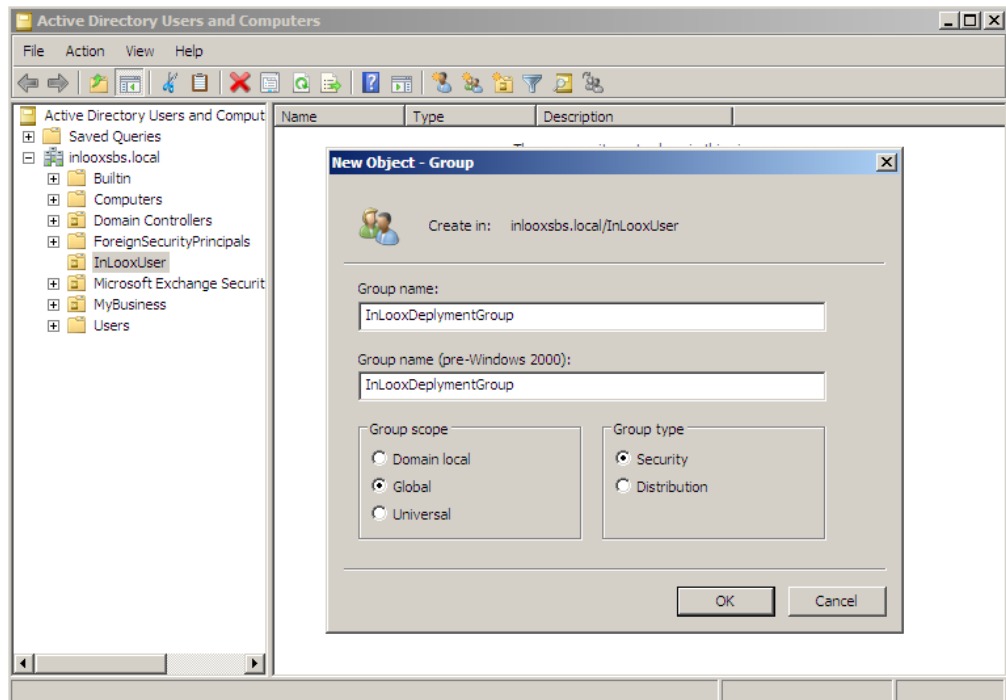 Active Directory Users and Computers
File Action View Help
Active Directory Users and Comput
Saved Queries
inlooxsbs.local
Builtin
Computers
Domain Controllers
ForeignSecurityPrincipals
InLooxUser
Microsoft Exchange Securit
MyBusiness
Users
Name Type Description
New Object - Group
Create in: inlooxsbs.local/InLooxUser
Group name:
InLooxDeplymentGroup
Group name (pre-Windows 2000):
InLooxDeplymentGroup
Group scope
Domain local
Global
Universal
Group type
Security
Distribution
OK Cancel